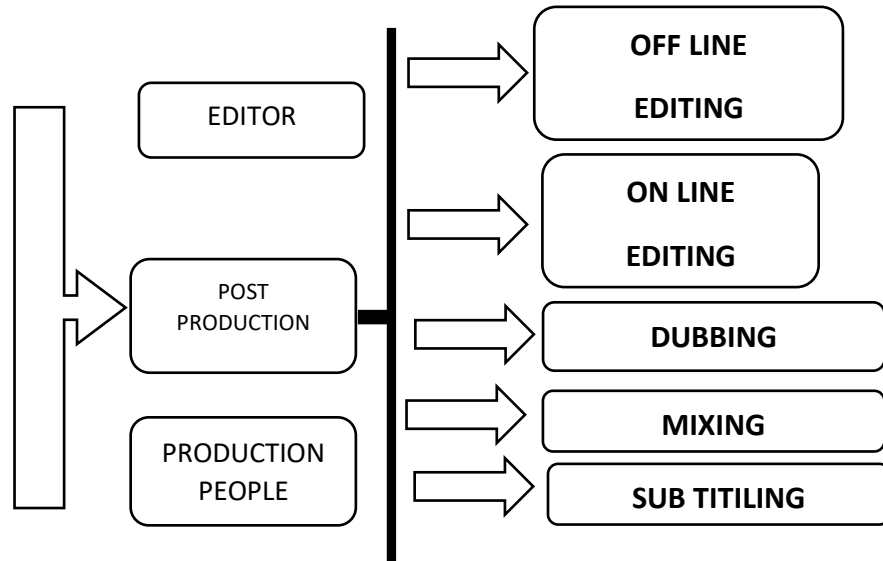 EDITOR
POST
PRODUCTION
PRODUCTION
PEOPLE
OFF LINE
EDITING
ON LINE
EDITING
DUBBING
MIXING
SUB TITILING